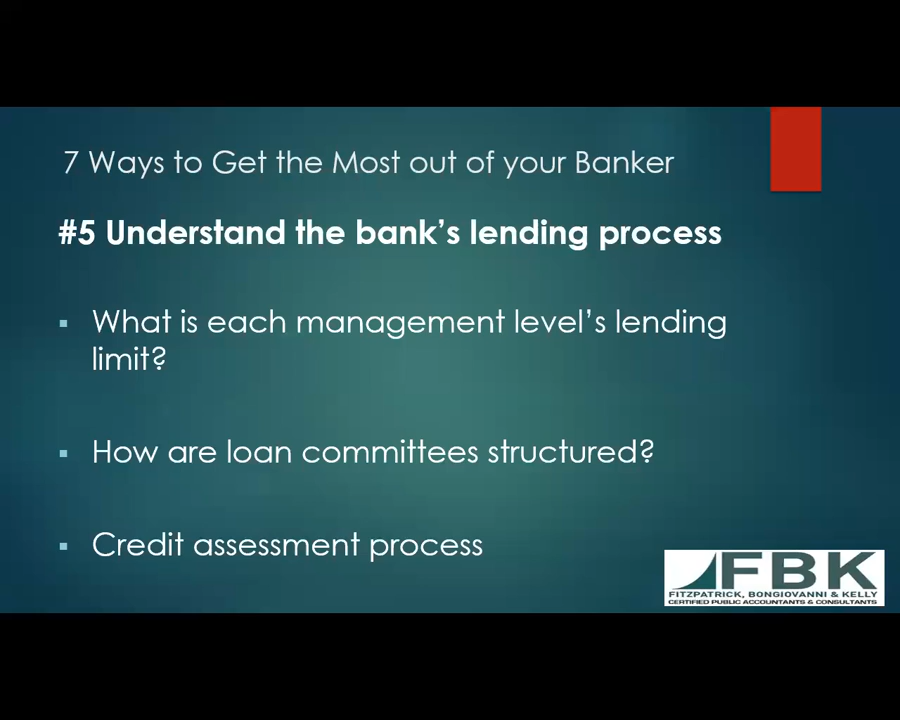 7 Ways to Get the Most out of your Banker
#5 Understand the bank’s lending process
▪ What is each management level’s lending
limit?
▪ How are loan committees structured?
▪ Credit assessment process
FBK
FITZPATRICK, BONGIOVANNI & KELLY
CERTIFIED PUBLIC ACCOUNTANTS & CONSULTANTS